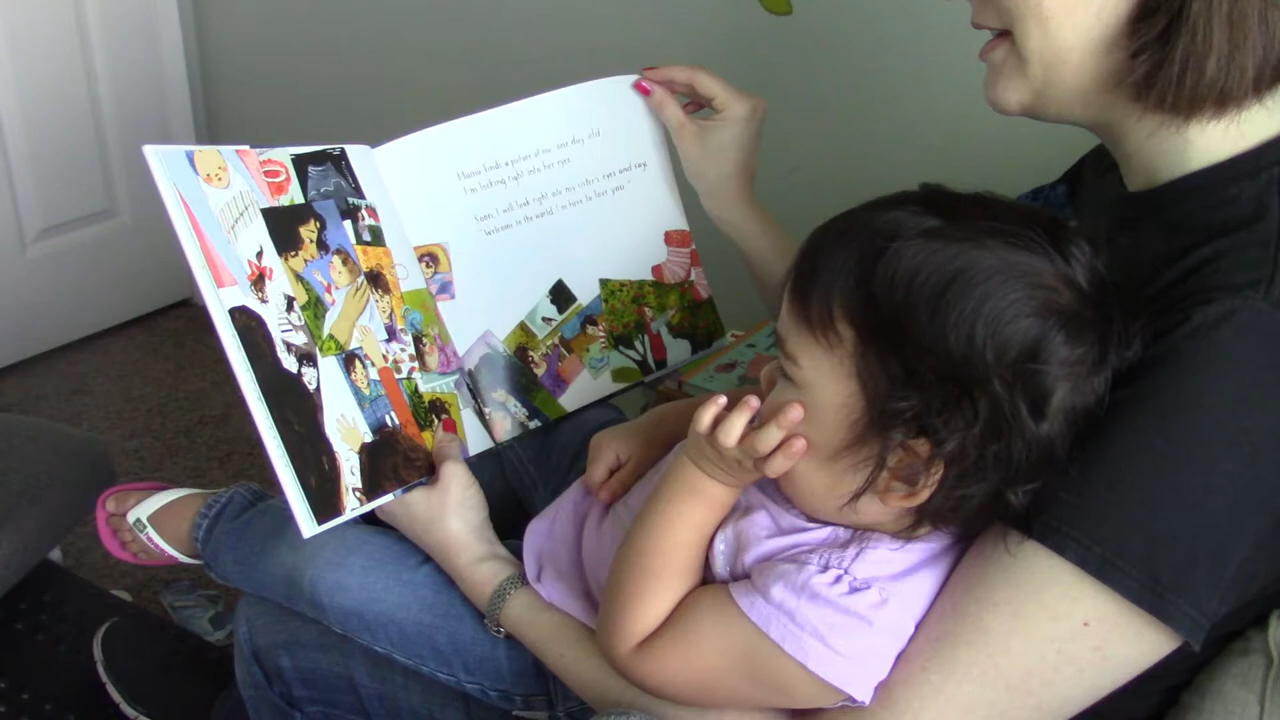 Mama finds a picture of me one day old
I'm looking right into her eyes.
Soon, I will look right into my sister's eyes and say,
"Welcome to the world! I'm here to love you."